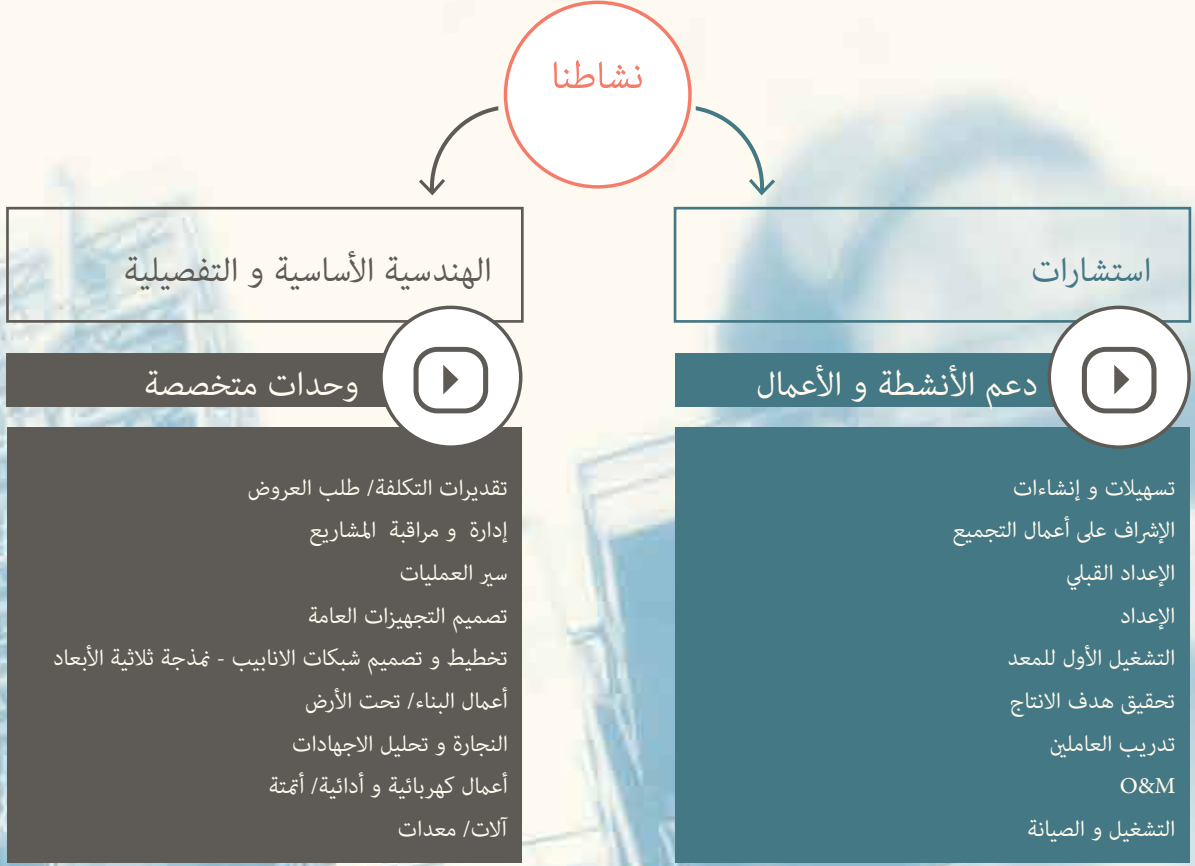 نشاطنا
استشارات
دعم الأنشطة و الأعمال
تسهيلات و إنشاءات
الإشراف على أعمال التجميع
الإعداد القبلي
الإعداد
التشغيل الأول للمعد
تحقيق هدف الانتاج
تدريب العاملين
O&M
التشغيل و الصيانة
الهندسية الأساسية و التفصيلية
وحدات متخصصة
تقديرات التكلفة/ طلب العروض
إدارة و مراقبة المشاريع
سير العمليات
تصميم التجهيزات العامة
تخطيط و تصميم شبكات الانابيب - نمذجة ثلاثية الأبعاد
أعمال البناء/ تحت الأرض
النجارة و تحليل الاجهادات
أعمال كهربائية و أدائية/ أتمتة
آلات/ معدات